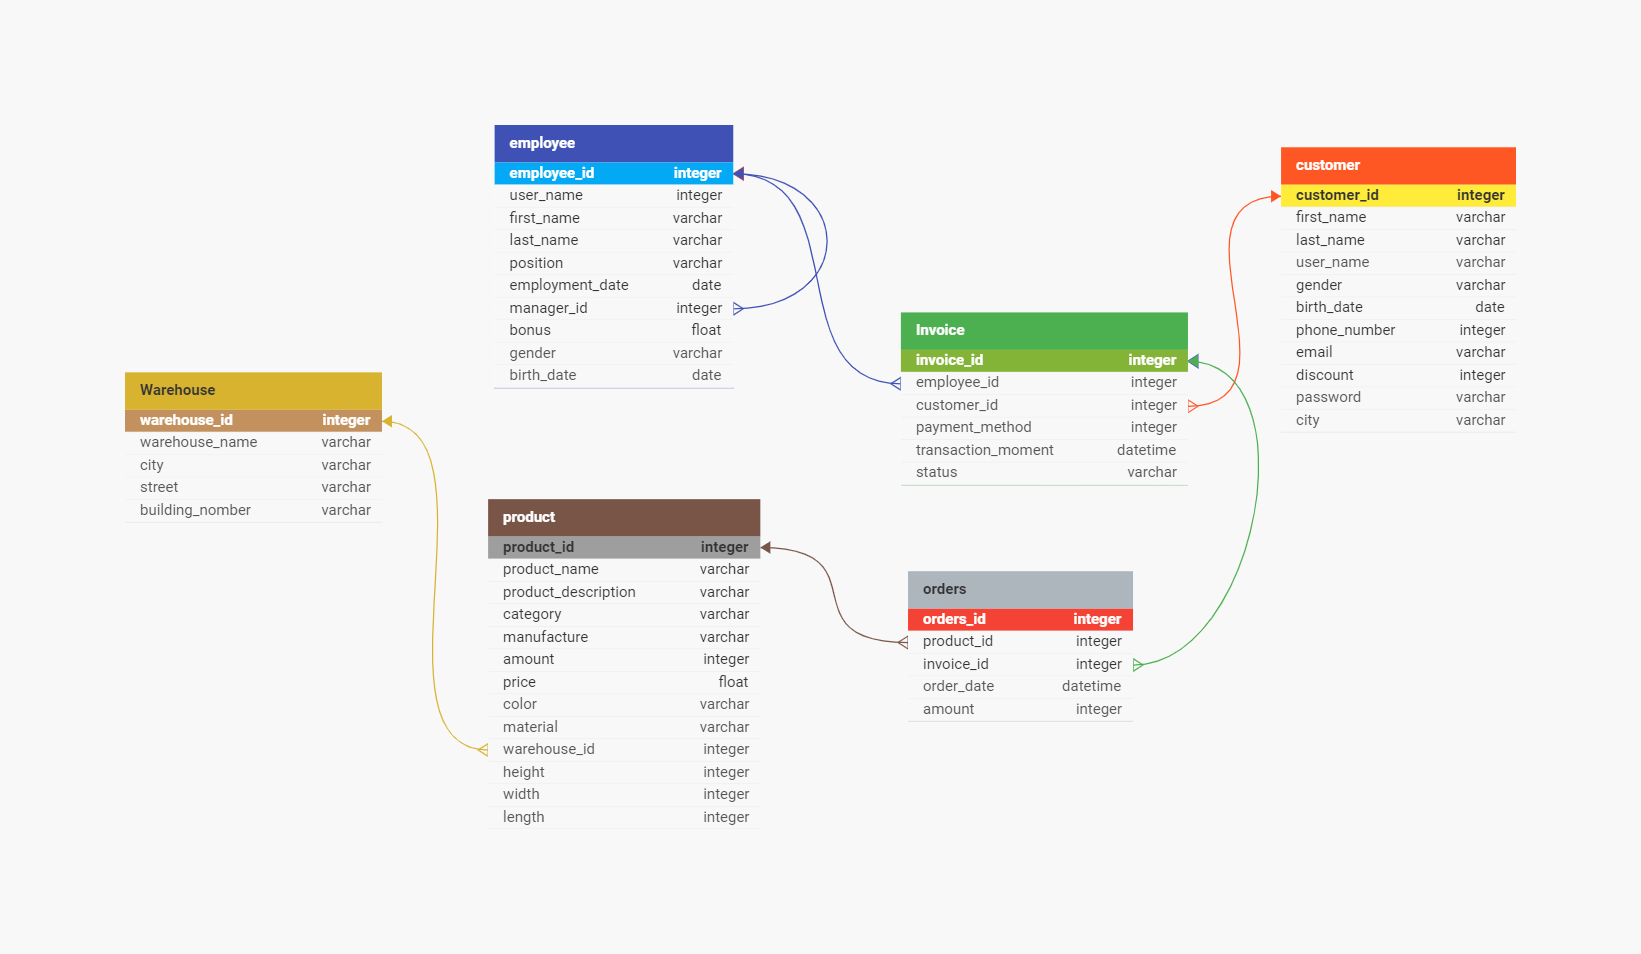 employee
employee_id integer
user_name integer
first_name varchar
last_name varchar
position varchar
employment_date date
manager_id integer
bonus float
gender varchar
birth_date date
customer
customer_id integer
first_name varchar
last_name varchar
user_name varchar
gender varchar
birth_date date
phone_number integer
email varchar
discount integer
password varchar
city varchar
Invoice
invoice_id integer
employee_id integer
customer_id integer
payment_method integer
transaction_moment datetime
status varchar
Warehouse
warehouse_id integer
warehouse_name varchar
city varchar
street varchar
building_nomber varchar
product
product_id integer
product_name varchar
product_description varchar
category varchar
manufacture varchar
amount integer
price float
color varchar
material varchar
warehouse_id integer
height integer
width integer
length integer
orders
orders_id integer
product_id integer
invoice_id integer
order_date datetime
amount integer